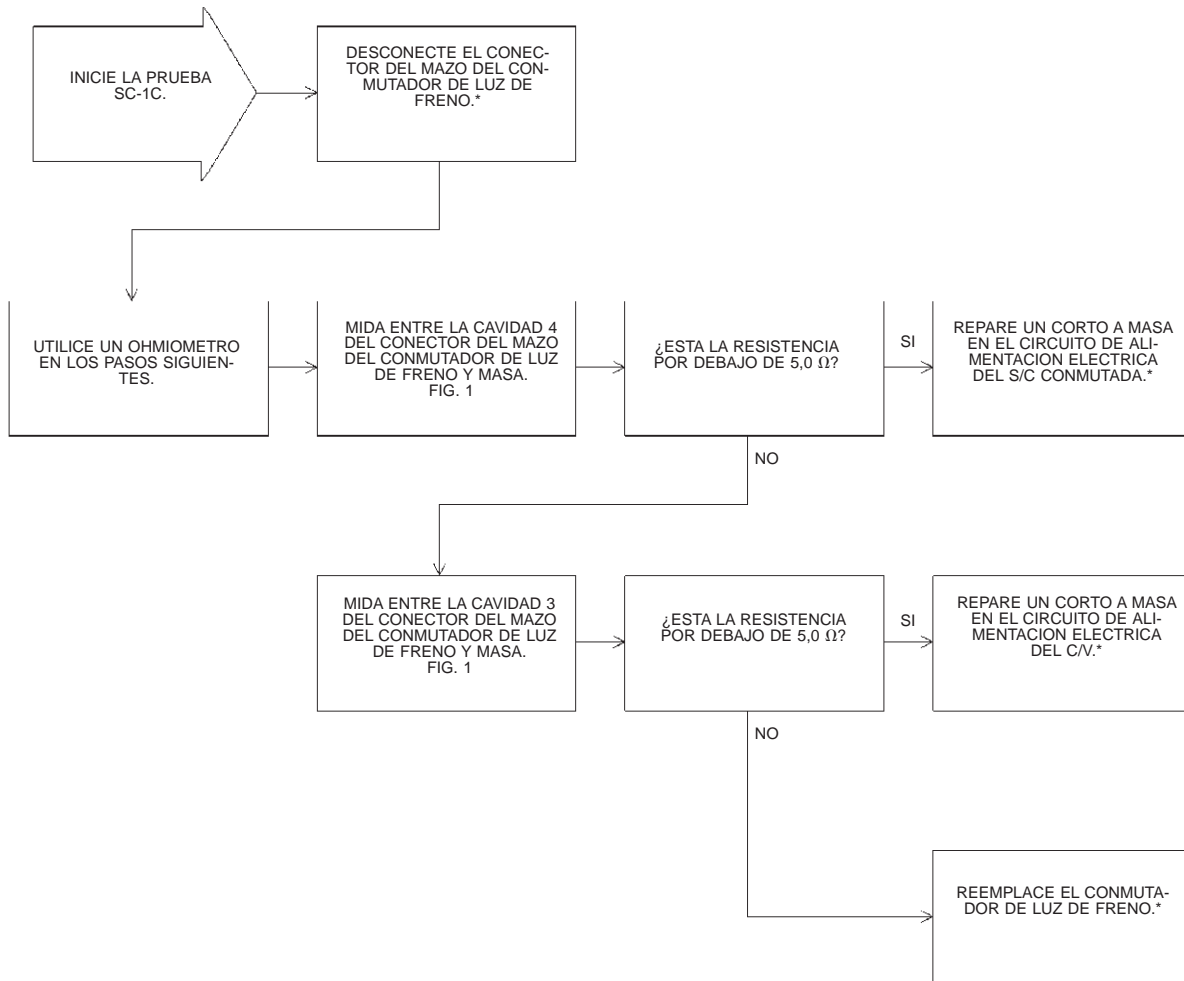 INICIE LA PRUEBA
SC-1C.
DESCONECTE EL CONEC-
TOR DEL MAZO DEL CON-
MUTADOR DE LUZ DE
FRENO.*
UTILICE UN OHMIOMETRO
EN LOS PASOS SIGUIEN-
TES.
MIDA ENTRE LA CAVIDAD 4
DEL CONECTOR DEL MAZO
DEL CONMUTADOR DE LUZ
DE FRENO Y MASA.
FIG. 1
¿ESTA LA RESISTENCIA
POR DEBAJO DE 5,0 Ω?
SI
REPARE UN CORTO A MASA
EN EL CIRCUITO DE ALI-
MENTACION ELECTRICA
DEL S/C CONMUTADA.*
NO
MIDA ENTRE LA CAVIDAD 3
DEL CONECTOR DEL MAZO
DEL CONMUTADOR DE LUZ
DE FRENO Y MASA.
FIG. 1
¿ESTA LA RESISTENCIA
POR DEBAJO DE 5,0 Ω?
SI
REPARE UN CORTO A MASA
EN EL CIRCUITO DE ALI-
MENTACION ELECTRICA
DEL C/V.*
NO
REEMPLACE EL CONMUTA-
DOR DE LUZ DE FRENO.*